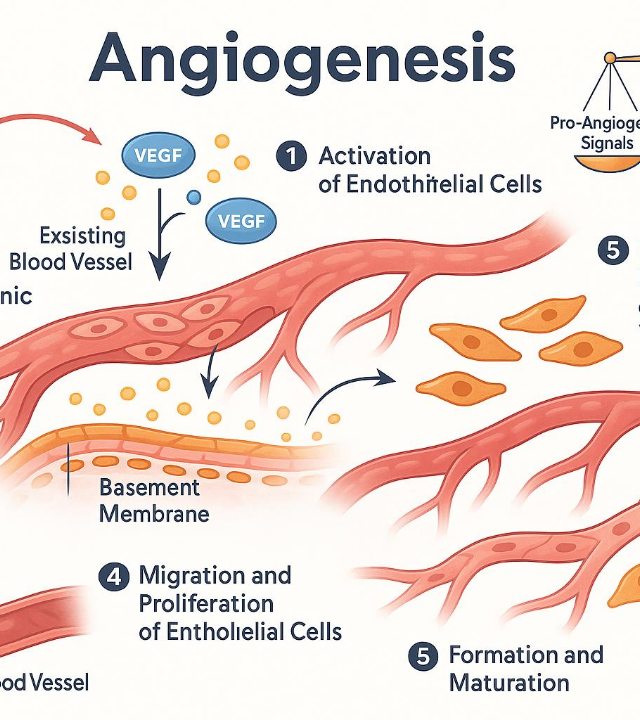 Angiogenesis
Pro-Angioge
Signals
VEGF
VEGF
1 Activation
of Endothitelial Cells
Exsisting
Blood Vessel
nic
5
Basement
Membrane
4 Migration and
Proliferation
of Entholielial Cells
5 Formation and
Maturation
ood Vessel